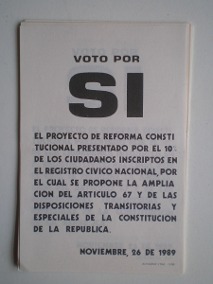 VOTO POR
SI
EL PROYECTO DE REFORMA CONSTI
TUCIONAL PRESENTADO POR EL 10%
DE LOS CIUDADANOS INSCRIPTOS EN
EL REGISTRO CIVICO NACIONAL, POR
EL CUAL SE PROPONE LA AMPLIA
CION DEL ARTICULO 67 Y DE LAS
DISPOSICIONES TRANSITORIAS Y
ESPECIALES DE LA CONSTITUCION
DE LA REPUBLICA.
NOVIEMBRE, 26 DE 1989